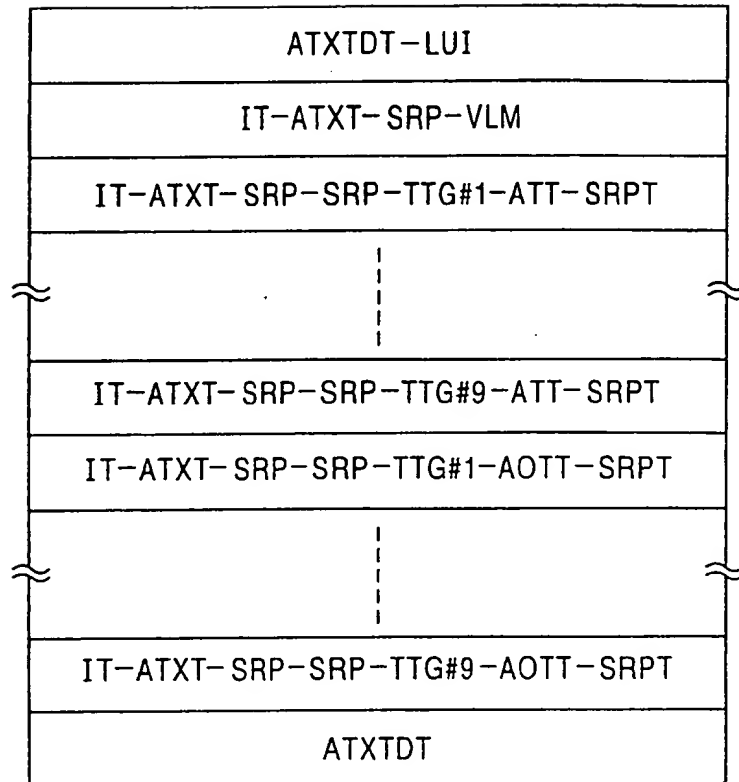 ATXTDT-LUI
IT-ATXT-SRP-VLM
IT-ATXT-SRP-SRP-TTG#1-ATT-SRPT
IT-ATXT-SRP-SRP-TTG#9-ATT-SRPT
IT-ATXT-SRP-SRP-TTG#1-AOTT-SRPT
IT-ATXT-SRP-SRP-TTG#9-AOTT-SRPT
ATXTDT